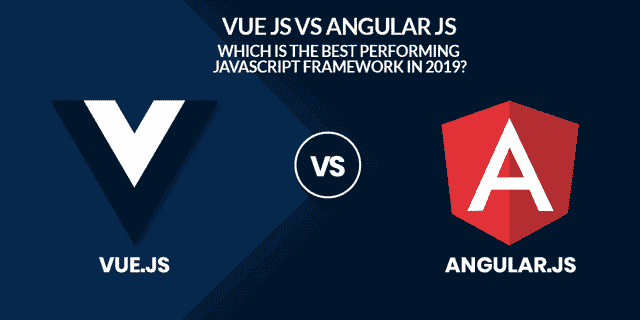 VUE JS VS ANGULAR JS
WHICH IS THE BEST PERFORMING
JAVASCRIPT FRAMEWORK IN 2019?
VS
A
VUE.JS
ANGULAR.JS